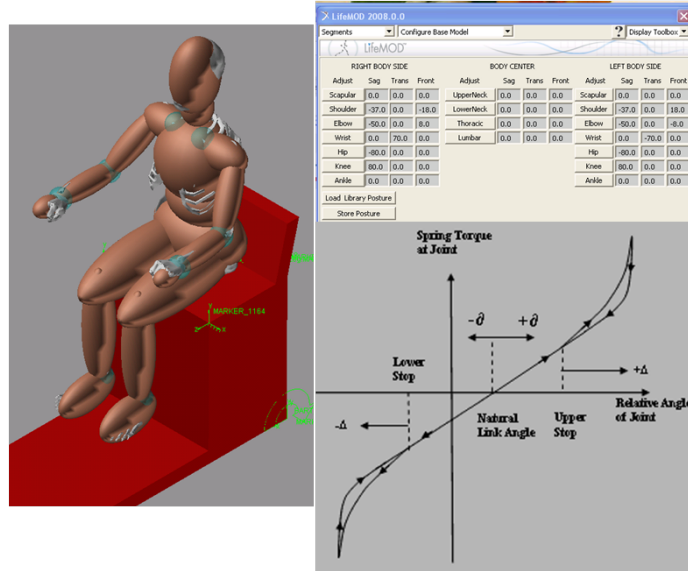 LifeMOD 2008.0.0
Segments Configure Base Model ? Display Toolbox
LifeMOD
RIGHT BODY SIDE BODY CENTER LEFT BODY SIDE
Adjust Sag Trans Front Adjust Sag Trans Front Adjust Sag Trans Front
Scapular 0.0 0.0 0.0 UpperNeck 0.0 0.0 0.0 Scapular 0.0 0.0 0.0
Shoulder -37.0 0.0 -18.0 LowerNeck 0.0 0.0 0.0 Shoulder -37.0 0.0 18.0
Elbow -50.0 0.0 8.0 Thoracic 0.0 0.0 0.0 Elbow -50.0 0.0 -8.0
Wrist 0.0 70.0 0.0 Lumbar 0.0 0.0 0.0 Wrist 0.0 -70.0 0.0
Hip -80.0 0.0 0.0 Hip -80.0 0.0 0.0
Knee 80.0 0.0 0.0 Knee 80.0 0.0 0.0
Ankle 0.0 0.0 0.0 Ankle 0.0 0.0 0.0
Load Library Posture
Store Posture
MARKER_1164
Y
Z X
Spring Torque
at Joint
-∂ +∂
Lower
Stop
+Δ
-Δ
Natural
Link Angle
Upper
Stop
Relative Angle
of Joint